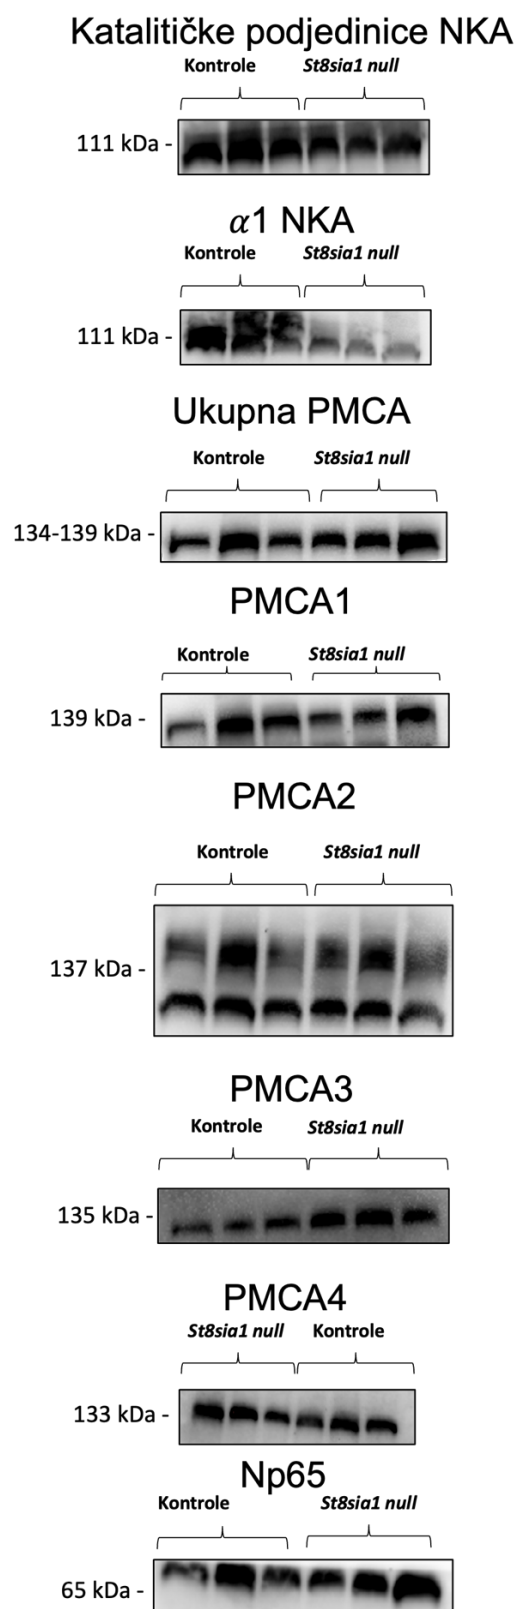 Katalitičke podjedinice NKA
Kontrole St8sia1 null
111 kDa -
α1 NKA
Kontrole St8sia1 null
111 kDa -
Ukupna PMCA
Kontrole St8sia1 null
134-139 kDa -
PMCA1
Kontrole St8sia1 null
139 kDa -
PMCA2
Kontrole St8sia1 null
137 kDa -
PMCA3
Kontrole St8sia1 null
135 kDa -
PMCA4
St8sia1 null Kontrole
133 kDa -
Np65
Kontrole St8sia1 null
65 kDa -